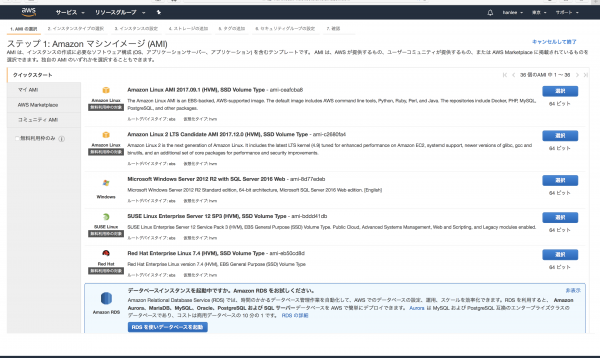 aws サービス リソースグループ hanlee 東京 サポート
1. AMI の選択 2. インスタンスタイプの選択 3. インスタンスの設定 4. ストレージの追加 5. タグの追加 6. セキュリティグループの設定 7. 確認
ステップ 1: Amazon マシンイメージ (AMI) キャンセルして終了
AMI は、インスタンスの作成に必要なソフトウェア構成 (OS、アプリケーションサーバー、アプリケーション) を含むテンプレートです。 AMI は、AWS が提供するもの、ユーザーコミュニティが提供するもの、または AWS Marketplace に掲載されているものを
選択できます。独自の AMI のいずれかを選択することもできます。
クイックスタート 36 個のAMI 中 1 ~ 36
マイ AMI
AWS Marketplace
コミュニティ AMI
無料利用枠のみ
Amazon Linux
無料利用枠の対象
Amazon Linux AMI 2017.09.1 (HVM), SSD Volume Type - ami-ceafcba8
The Amazon Linux AMI is an EBS-backed, AWS-supported image. The default image includes AWS command line tools, Python, Ruby, Perl, and Java. The repositories include Docker, PHP, MySQL,
PostgreSQL, and other packages.
ルートデバイスタイプ: ebs 仮想化タイプ: hvm
選択
64 ビット
Amazon Linux
無料利用枠の対象
Amazon Linux 2 LTS Candidate AMI 2017.12.0 (HVM), SSD Volume Type - ami-c2680fa4
Amazon Linux 2 is the next generation of Amazon Linux. It includes the latest LTS kernel (4.9) tuned for enhanced performance on Amazon EC2, systemd support, newer versions of glibc, gcc and
binutils, and an additional set of core packages for performance and security improvements.
ルートデバイスタイプ: ebs 仮想化タイプ: hvm
選択
64 ビット
Windows
Microsoft Windows Server 2012 R2 with SQL Server 2016 Web - ami-8d77edeb
Microsoft Windows Server 2012 R2 Standard edition, 64-bit architecture, Microsoft SQL Server 2016 Web edition. [English]
ルートデバイスタイプ: ebs 仮想化タイプ: hvm
選択
64 ビット
SUSE Linux
無料利用枠の対象
SUSE Linux Enterprise Server 12 SP3 (HVM), SSD Volume Type - ami-bdddd41db
SUSE Linux Enterprise Server 12 Service Pack 3 (HVM), EBS General Purpose (SSD) Volume Type, Public Cloud, Advanced Systems Management, Web and Scripting, and Legacy modules enabled.
ルートデバイスタイプ: ebs 仮想化タイプ: hvm
選択
64 ビット
Red Hat
無料利用枠の対象
Red Hat Enterprise Linux 7.4 (HVM), SSD Volume Type - ami-eb50cd8d
Red Hat Enterprise Linux version 7.4 (HVM), EBS General Purpose (SSD) Volume Type
ルートデバイスタイプ: ebs 仮想化タイプ: hvm
選択
64 ビット
Amazon RDS
データベースインスタンスを起動中ですか。Amazon RDS をお試しください。 非表示
Amazon Relational Database Service (RDS) では、時間のかかるデータベース管理作業を自動化して、AWS でのデータベースの設定、運用、スケールを効率化できます。RDS を利用すると、 Amazon
Aurora、MariaDB、MySQL、Oracle、PostgreSQL および SQL サーバーデータベースを AWS で簡単にデプロイできます。 Aurora は MySQL および PostgreSQL 互換のエンタープライズクラスの
データベースであり、コストは商用データベースの 10 分の 1 です。 RDS の詳細
RDS を使いデータベースを起動